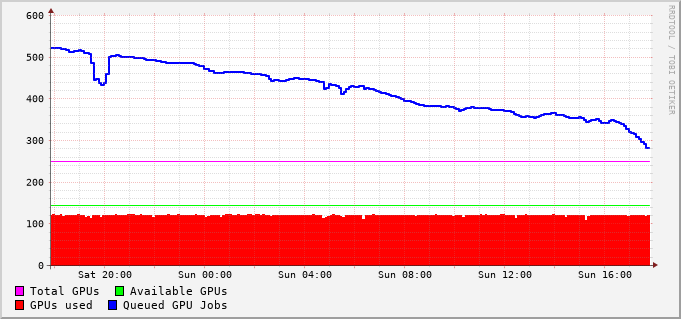 600
500
400
300
200
100
0
Sat 20:00 Sun 00:00 Sun 04:00 Sun 08:00 Sun 12:00 Sun 16:00
Total GPUs Available GPUs
GPUs used Queued GPU Jobs
RRDTOOL / TOBI OETIKER